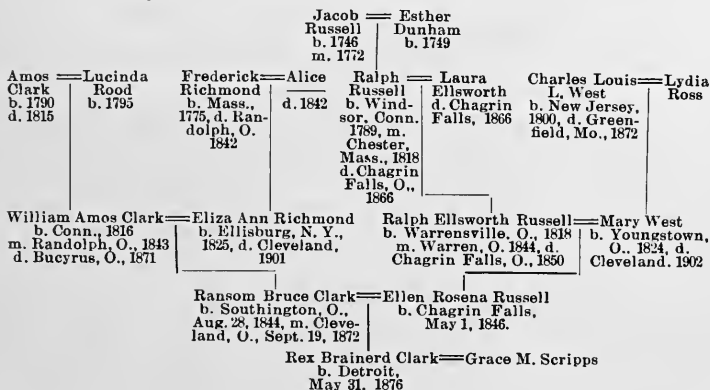 Jacob == Esther
Russell Dunham
b. 1746 b. 1749
m. 1772
Amos == Lucinda
Clark Rood
b. 1790 b. 1795
d. 1815
Frederick == Alice
Richmond ——
b. Mass., d. 1842
1775, d. Ran-
dolph, O.
1842
Ralph == Laura
Russell Ellsworth
b. Wind- d. Chagrin
sor, Conn. Falls, 1866
1789, m.
Chester,
Mass., 1818
d. Chagrin
Falls, O.,
1866
Charles Louis == Lydia
L. West Ross
b. New Jersey,
1800, d. Green-
field, Mo., 1872
William Amos Clark == Eliza Ann Richmond
b. Conn., 1816 b. Ellisburg, N. Y.,
m. Randolph, O., 1843 1825, d. Cleveland,
d. Bucyrus, O., 1871 1901
Ralph Ellsworth Russell == Mary West
b. Warrensville, O., 1818 b. Youngstown,
m. Warren, O. 1844, d. O.. 1824, d.
Chagrin Falls, O., 1850 Cleveland. 1902
Ransom Bruce Clark == Ellen Rosena Russell
b. Southington, O., b. Chagrin Falls,
Aug. 28, 1844, m. Cleve- May 1, 1846.
land, O., Sept. 19, 1872
Rex Brainerd Clark == Grace M. Scripps
b. Detroit,
May 31, 1876